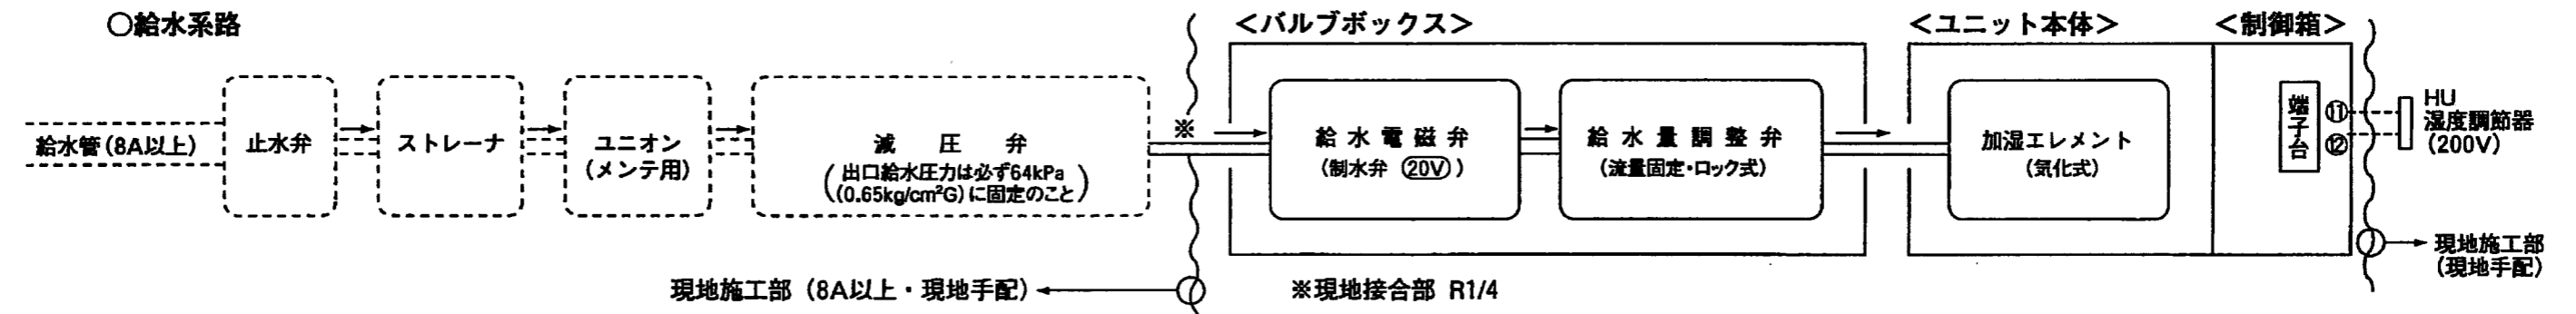 ○給水系路
＜バルブボックス＞
＜ユニット本体＞
＜制御箱＞
給水管(8A以上)
止水弁
ストレーナ
ユニオン
(メンテ用)
減圧弁
(出口給水圧力は必ず64kPa
(0.65kg/cm²G)に固定のこと)
※
給水電磁弁
(制水弁 20V)
給水量調整弁
(流量固定・ロック式)
加湿エレメント
(気化式)
端子台
⑪
⑫
HU
湿度調節器
(200V)
現地施工部(8A以上・現地手配)
※現地接合部 R1/4
現地施工部
(現地手配)